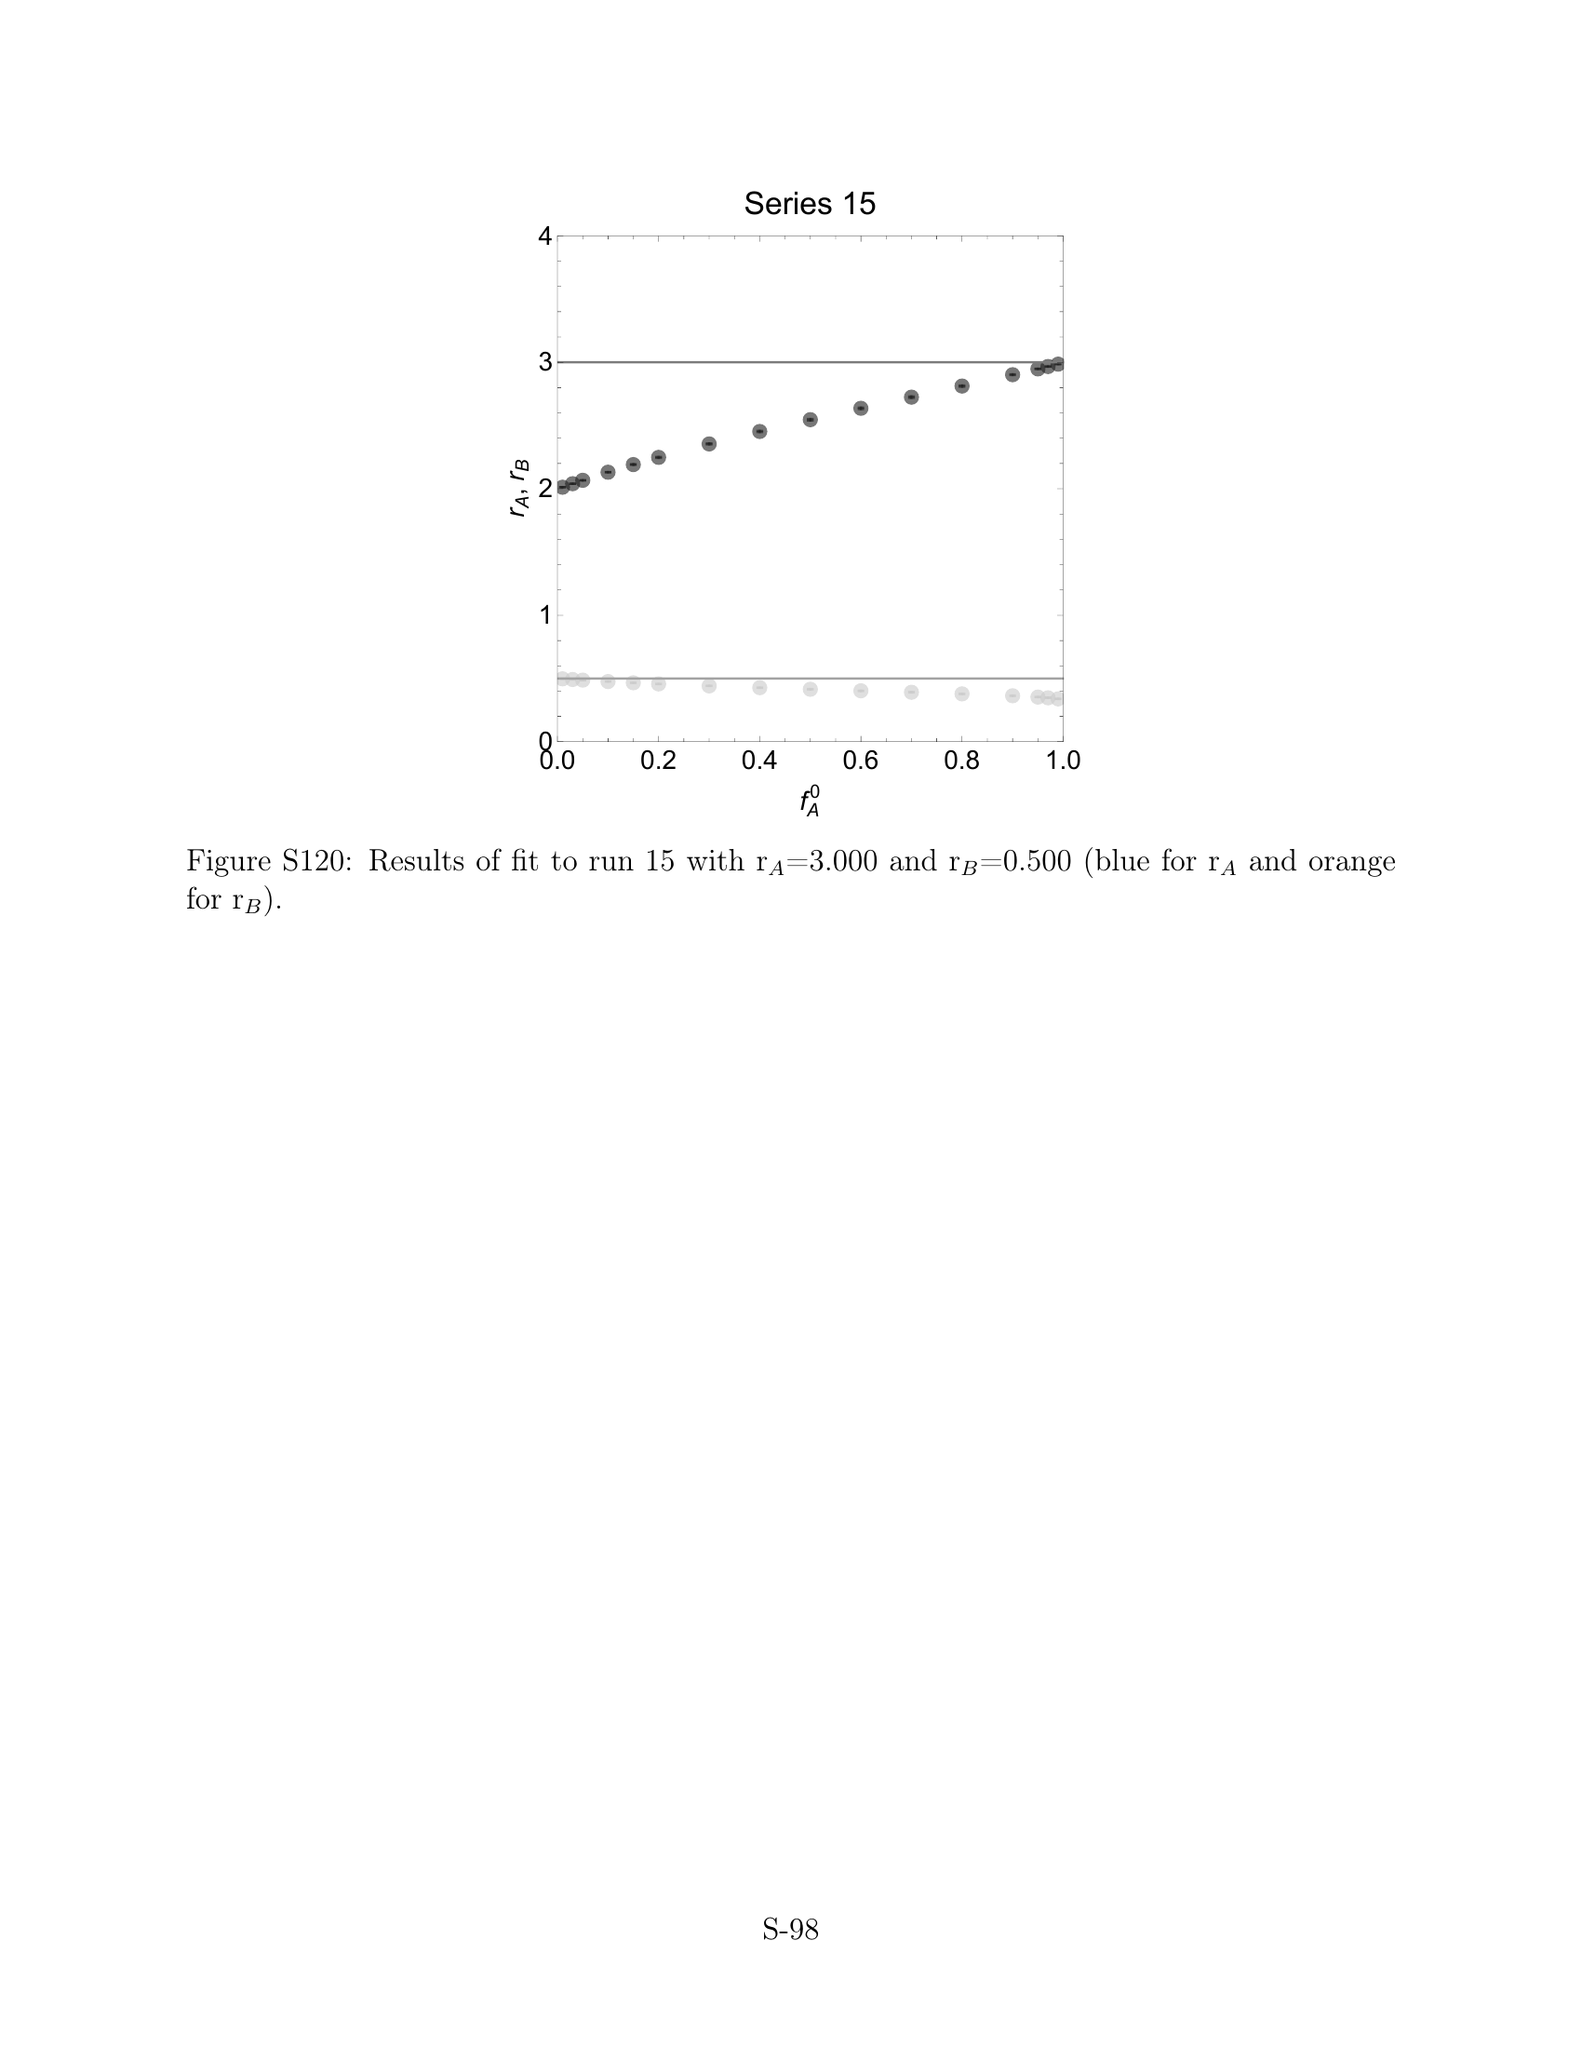 Series 15
4
3
2
1
0
r_A, r_B
0.0 0.2 0.4 0.6 0.8 1.0
f_A^0
Figure S120: Results of fit to run 15 with r_A=3.000 and r_B=0.500 (blue for r_A and orange
for r_B).
S-98